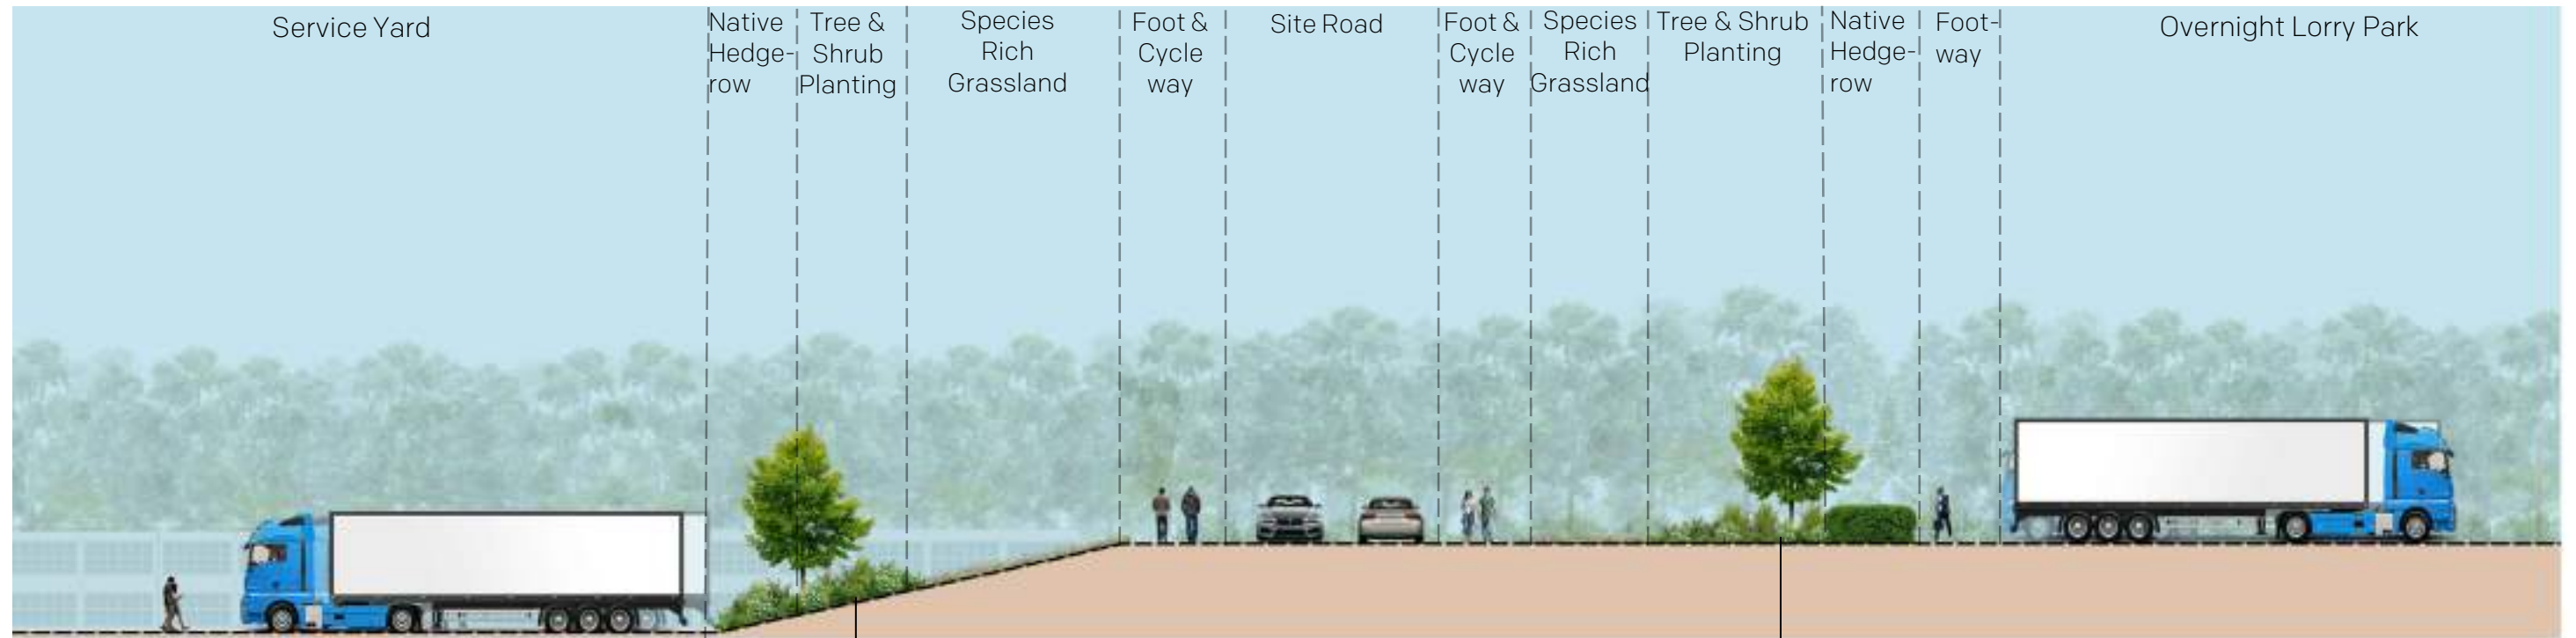 Service Yard
Native
Hedge-
row
Tree &
Shrub
Planting
Species
Rich
Grassland
Foot &
Cycle
way
Site Road
Foot &
Cycle
way
Species
Rich
Grassland
Tree & Shrub
Planting
Native
Hedge-
row
Foot-
way
Overnight Lorry Park